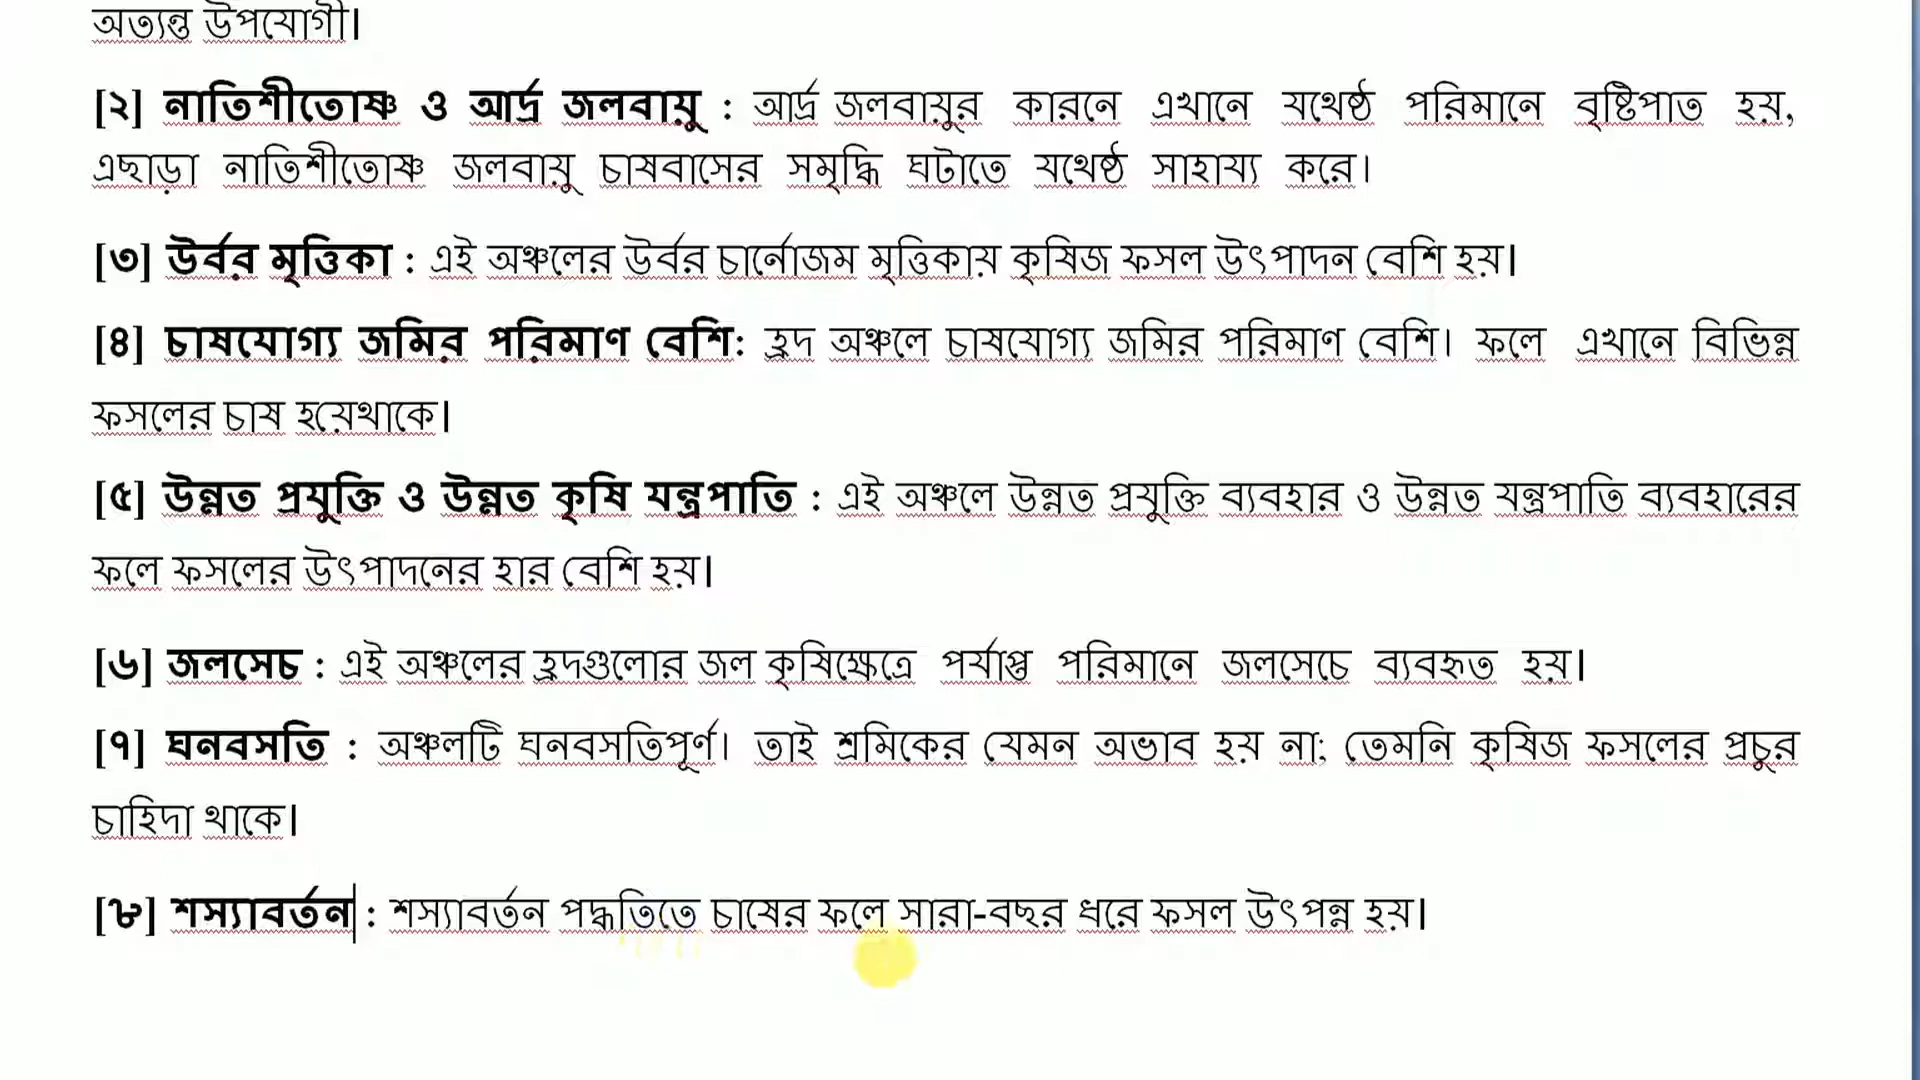 অত্যন্ত উপযোগী।
[২] নাতিশীতোষ্ণ ও আর্দ্র জলবায়ু : আর্দ্র জলবায়ুর কারনে এখানে যথেষ্ঠ পরিমানে বৃষ্টিপাত হয়,
এছাড়া নাতিশীতোষ্ণ জলবায়ু চাষবাসের সমৃদ্ধি ঘটাতে যথেষ্ঠ সাহায্য করে।
[৩] উর্বর মৃত্তিকা : এই অঞ্চলের উর্বর চার্নোজম মৃত্তিকায় কৃষিজ ফসল উৎপাদন বেশি হয়।
[৪] চাষযোগ্য জমির পরিমাণ বেশি: হ্রদ অঞ্চলে চাষযোগ্য জমির পরিমাণ বেশি। ফলে এখানে বিভিন্ন
ফসলের চাষ হয়েথাকে।
[৫] উন্নত প্রযুক্তি ও উন্নত কৃষি যন্ত্রপাতি : এই অঞ্চলে উন্নত প্রযুক্তি ব্যবহার ও উন্নত যন্ত্রপাতি ব্যবহারের
ফলে ফসলের উৎপাদনের হার বেশি হয়।
[৬] জলসেচ : এই অঞ্চলের হ্রদগুলোর জল কৃষিক্ষেত্রে পর্যাপ্ত পরিমানে জলসেচে ব্যবহৃত হয়।
[৭] ঘনবসতি : অঞ্চলটি ঘনবসতিপূর্ণ। তাই শ্রমিকের যেমন অভাব হয় না; তেমনি কৃষিজ ফসলের প্রচুর
চাহিদা থাকে।
[৮] শস্যাবর্তন : শস্যাবর্তন পদ্ধতিতে চাষের ফলে সারা-বছর ধরে ফসল উৎপন্ন হয়।